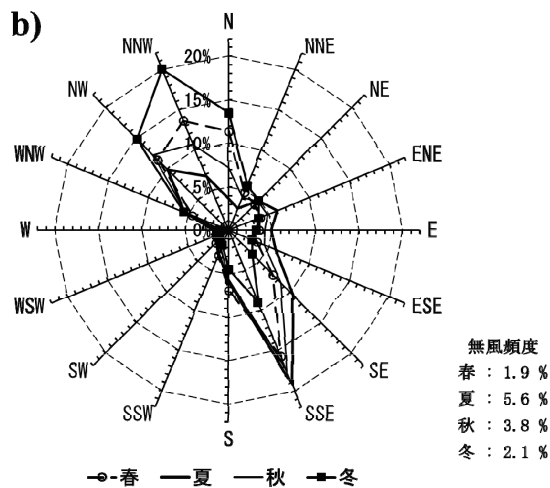 b)
N
NNW
NNE
20%
NW
NE
15%
10%
WNW
ENE
5%
W
0%
E
WSW
ESE
SW
SE
SSW
SSE
S
無風頻度
春 : 1.9 %
夏 : 5.6 %
秋 : 3.8 %
冬 : 2.1 %
春 夏 秋 冬